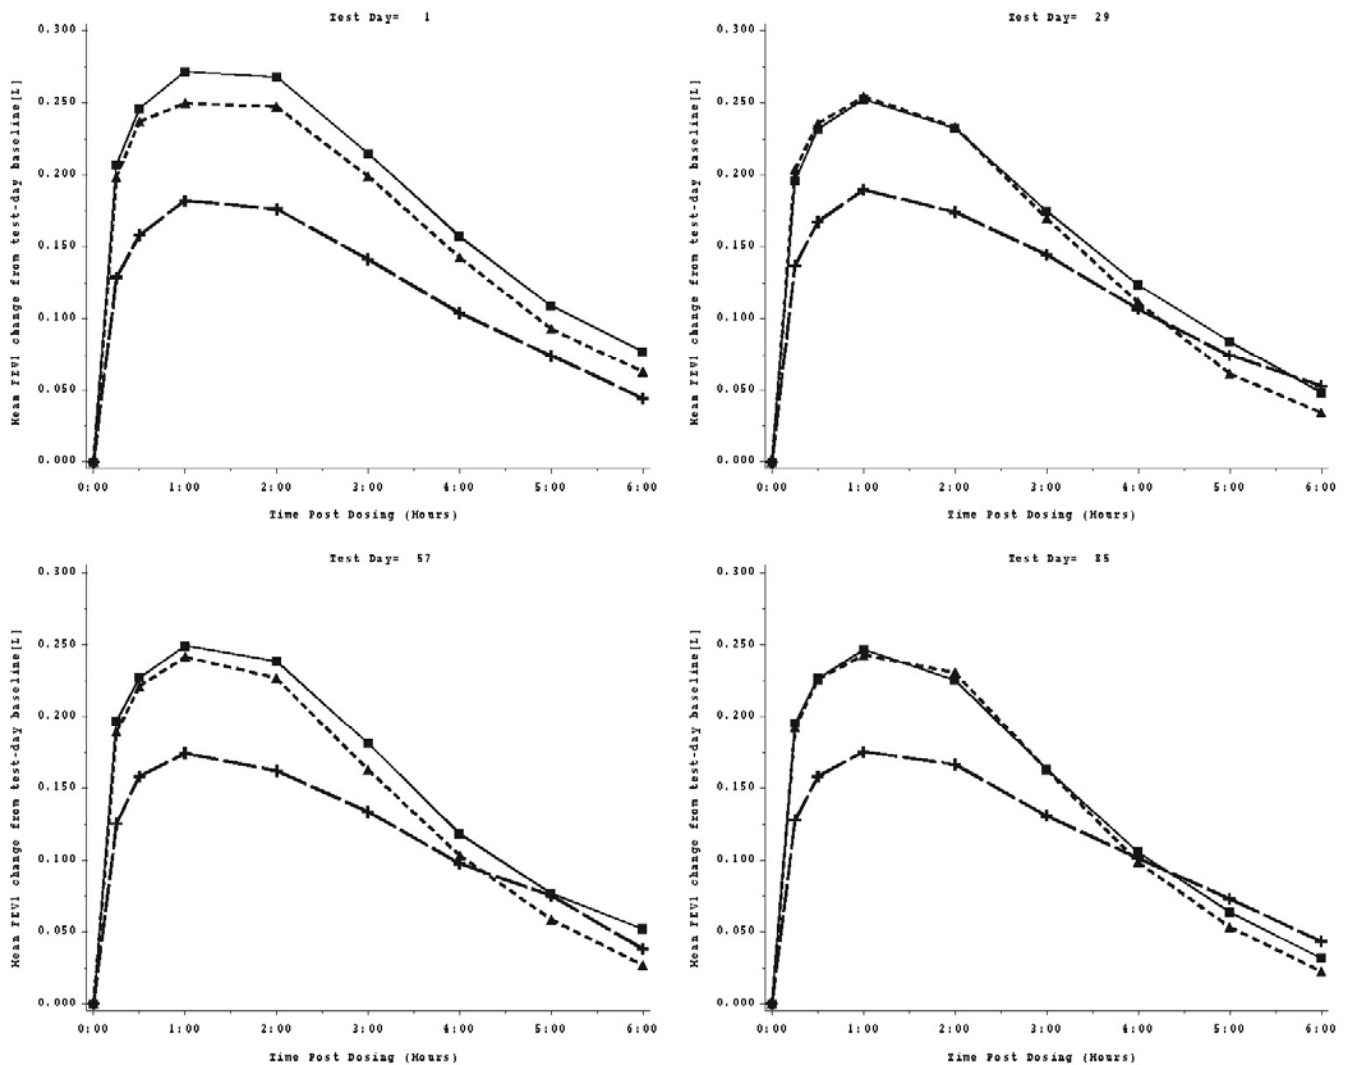 Test Day= 1
0.300
0.250
0.200
0.150
0.100
0.050
0.000
Mean FEV1 change from test-day baseline[L]
0:00 1:00 2:00 3:00 4:00 5:00 6:00
Time Post Dosing (Hours)
Test Day= 29
0.300
0.250
0.200
0.150
0.100
0.050
0.000
Mean FEV1 change from test-day baseline[L]
0:00 1:00 2:00 3:00 4:00 5:00 6:00
Time Post Dosing (Hours)
Test Day= 57
0.300
0.250
0.200
0.150
0.100
0.050
0.000
Mean FEV1 change from test-day baseline[L]
0:00 1:00 2:00 3:00 4:00 5:00 6:00
Time Post Dosing (Hours)
Test Day= 85
0.300
0.250
0.200
0.150
0.100
0.050
0.000
Mean FEV1 change from test-day baseline[L]
0:00 1:00 2:00 3:00 4:00 5:00 6:00
Time Post Dosing (Hours)